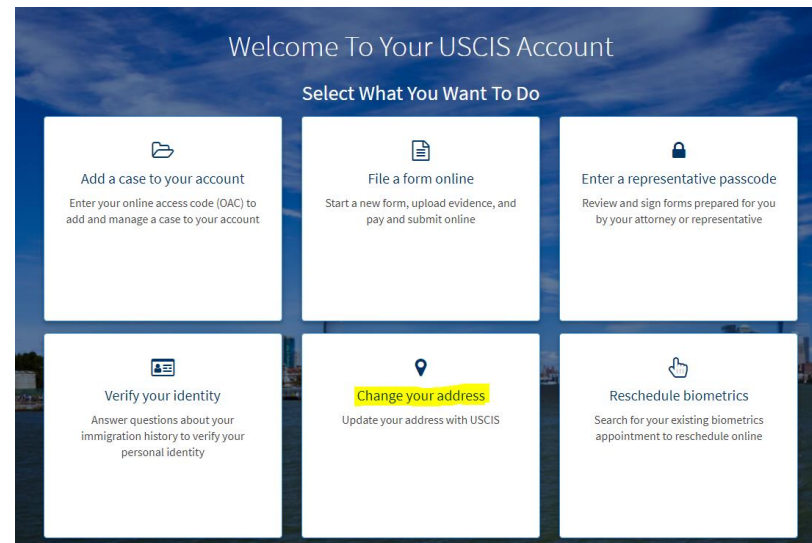 Welcome To Your USCIS Account
Select What You Want To Do
Add a case to your account
Enter your online access code (OAC) to
add and manage a case to your account
File a form online
Start a new form, upload evidence, and
pay and submit online
Enter a representative passcode
Review and sign forms prepared for you
by your attorney or representative
Verify your identity
Answer questions about your
immigration history to verify your
personal identity
Change your address
Update your address with USCIS
Reschedule biometrics
Search for your existing biometrics
appointment to reschedule online